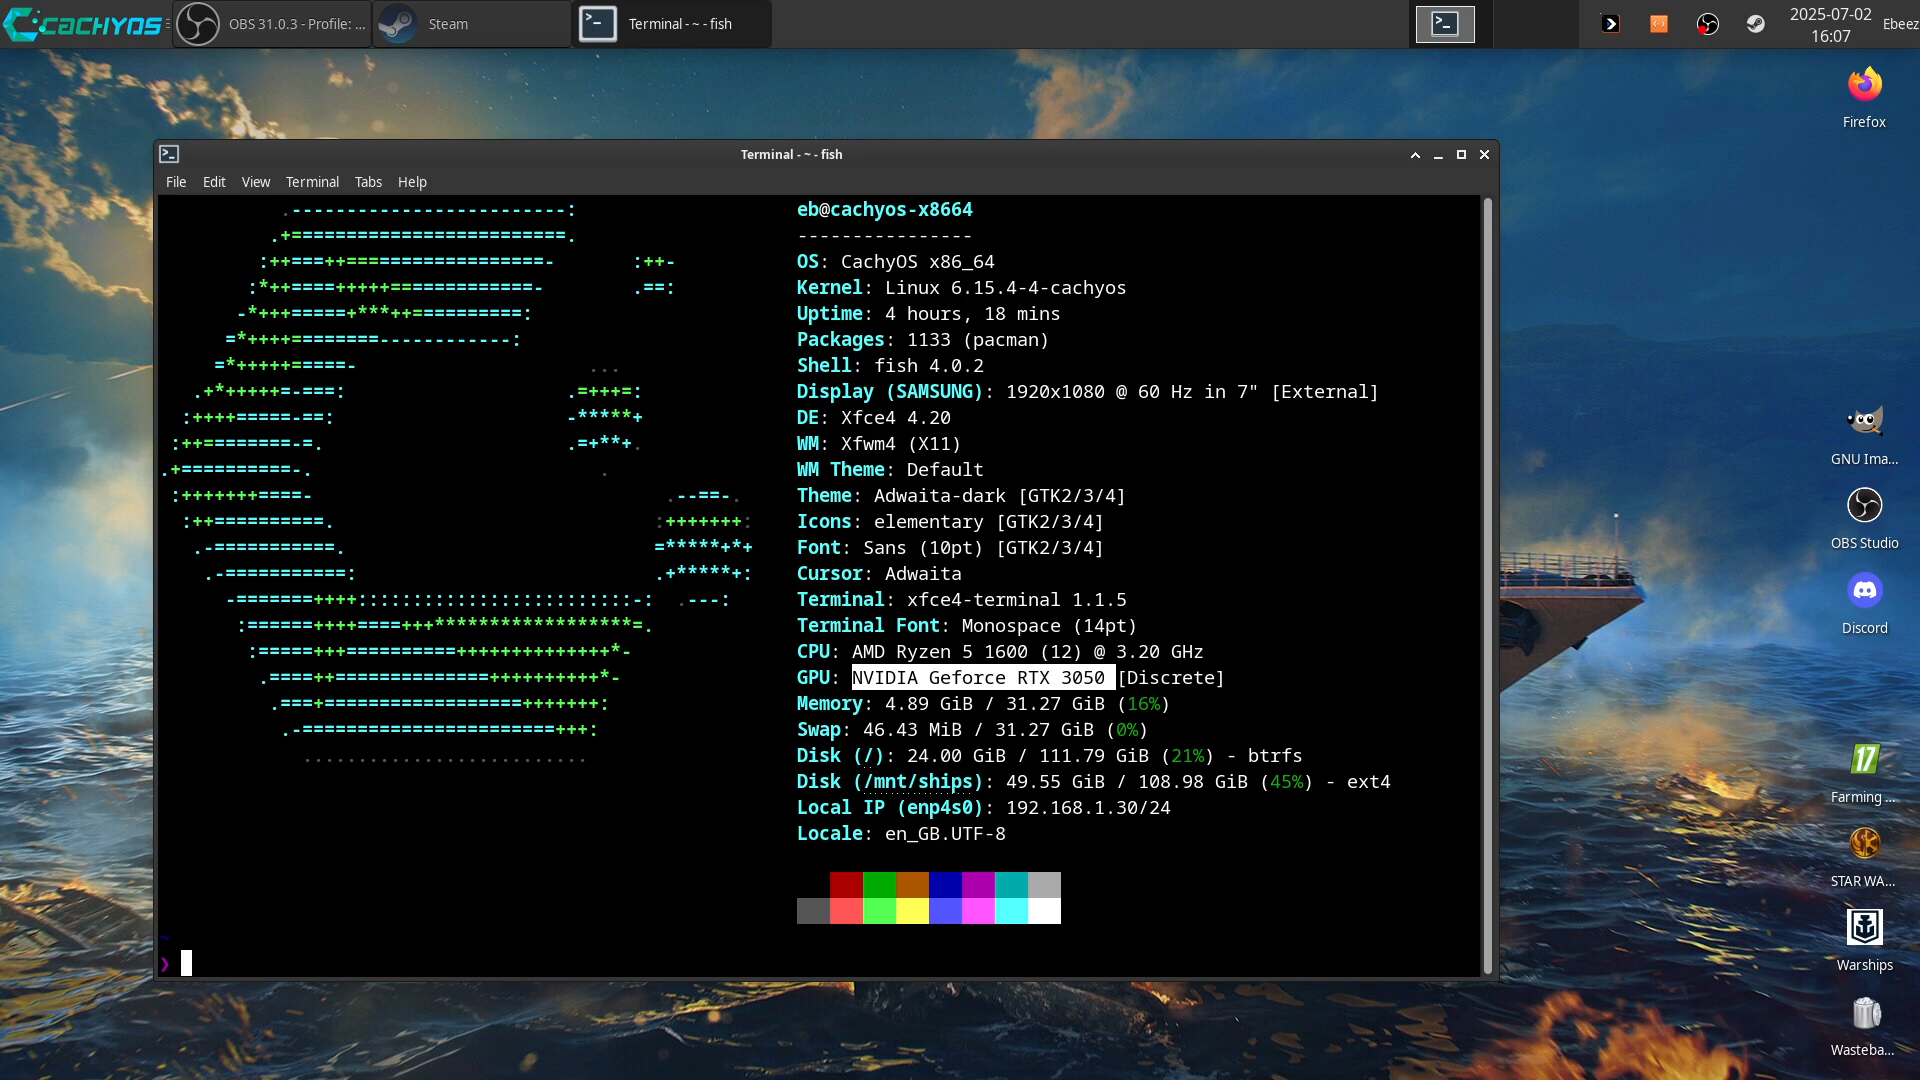 CACHYOS
OBS 31.0.3 - Profile: ...
Steam
Terminal - ~ - fish
2025-07-02
16:07
Ebeez
Terminal - ~ - fish
File Edit View Terminal Tabs Help
eb@cachyos-x8664
----------------
OS: CachyOS x86_64
Kernel: Linux 6.15.4-4-cachyos
Uptime: 4 hours, 18 mins
Packages: 1133 (pacman)
Shell: fish 4.0.2
Display (SAMSUNG): 1920x1080 @ 60 Hz in 7" [External]
DE: Xfce4 4.20
WM: Xfwm4 (X11)
WM Theme: Default
Theme: Adwaita-dark [GTK2/3/4]
Icons: elementary [GTK2/3/4]
Font: Sans (10pt) [GTK2/3/4]
Cursor: Adwaita
Terminal: xfce4-terminal 1.1.5
Terminal Font: Monospace (14pt)
CPU: AMD Ryzen 5 1600 (12) @ 3.20 GHz
GPU: NVIDIA Geforce RTX 3050 [Discrete]
Memory: 4.89 GiB / 31.27 GiB (16%)
Swap: 46.43 MiB / 31.27 GiB (0%)
Disk (/): 24.00 GiB / 111.79 GiB (21%) - btrfs
Disk (/mnt/ships): 49.55 GiB / 108.98 GiB (45%) - ext4
Local IP (enp4s0): 192.168.1.30/24
Locale: en_GB.UTF-8
~
❯
Firefox
GNU Ima...
OBS Studio
Discord
17
Farming ...
STAR WA...
Warships
Wasteba...